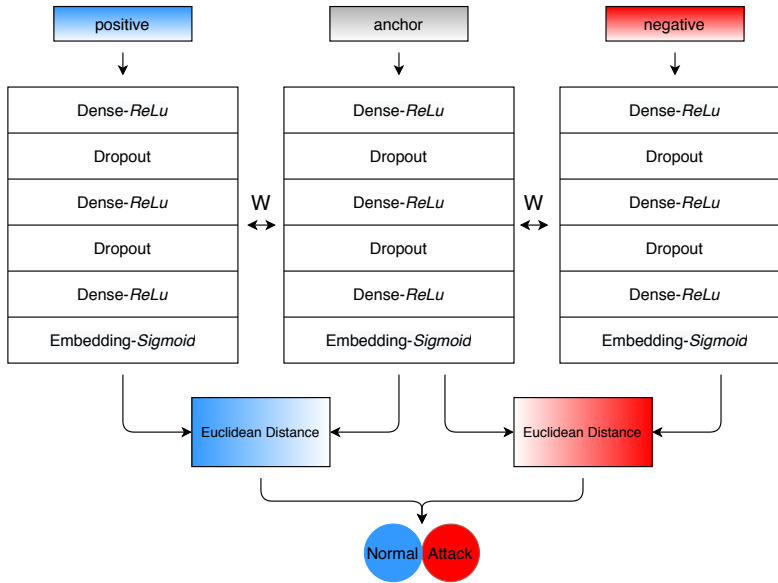 positive
anchor
negative
Dense-ReLu
Dropout
Dense-ReLu
Dropout
Dense-ReLu
Embedding-Sigmoid
W
Dense-ReLu
Dropout
Dense-ReLu
Dropout
Dense-ReLu
Embedding-Sigmoid
W
Dense-ReLu
Dropout
Dense-ReLu
Dropout
Dense-ReLu
Embedding-Sigmoid
Euclidean Distance
Euclidean Distance
Normal
Attack